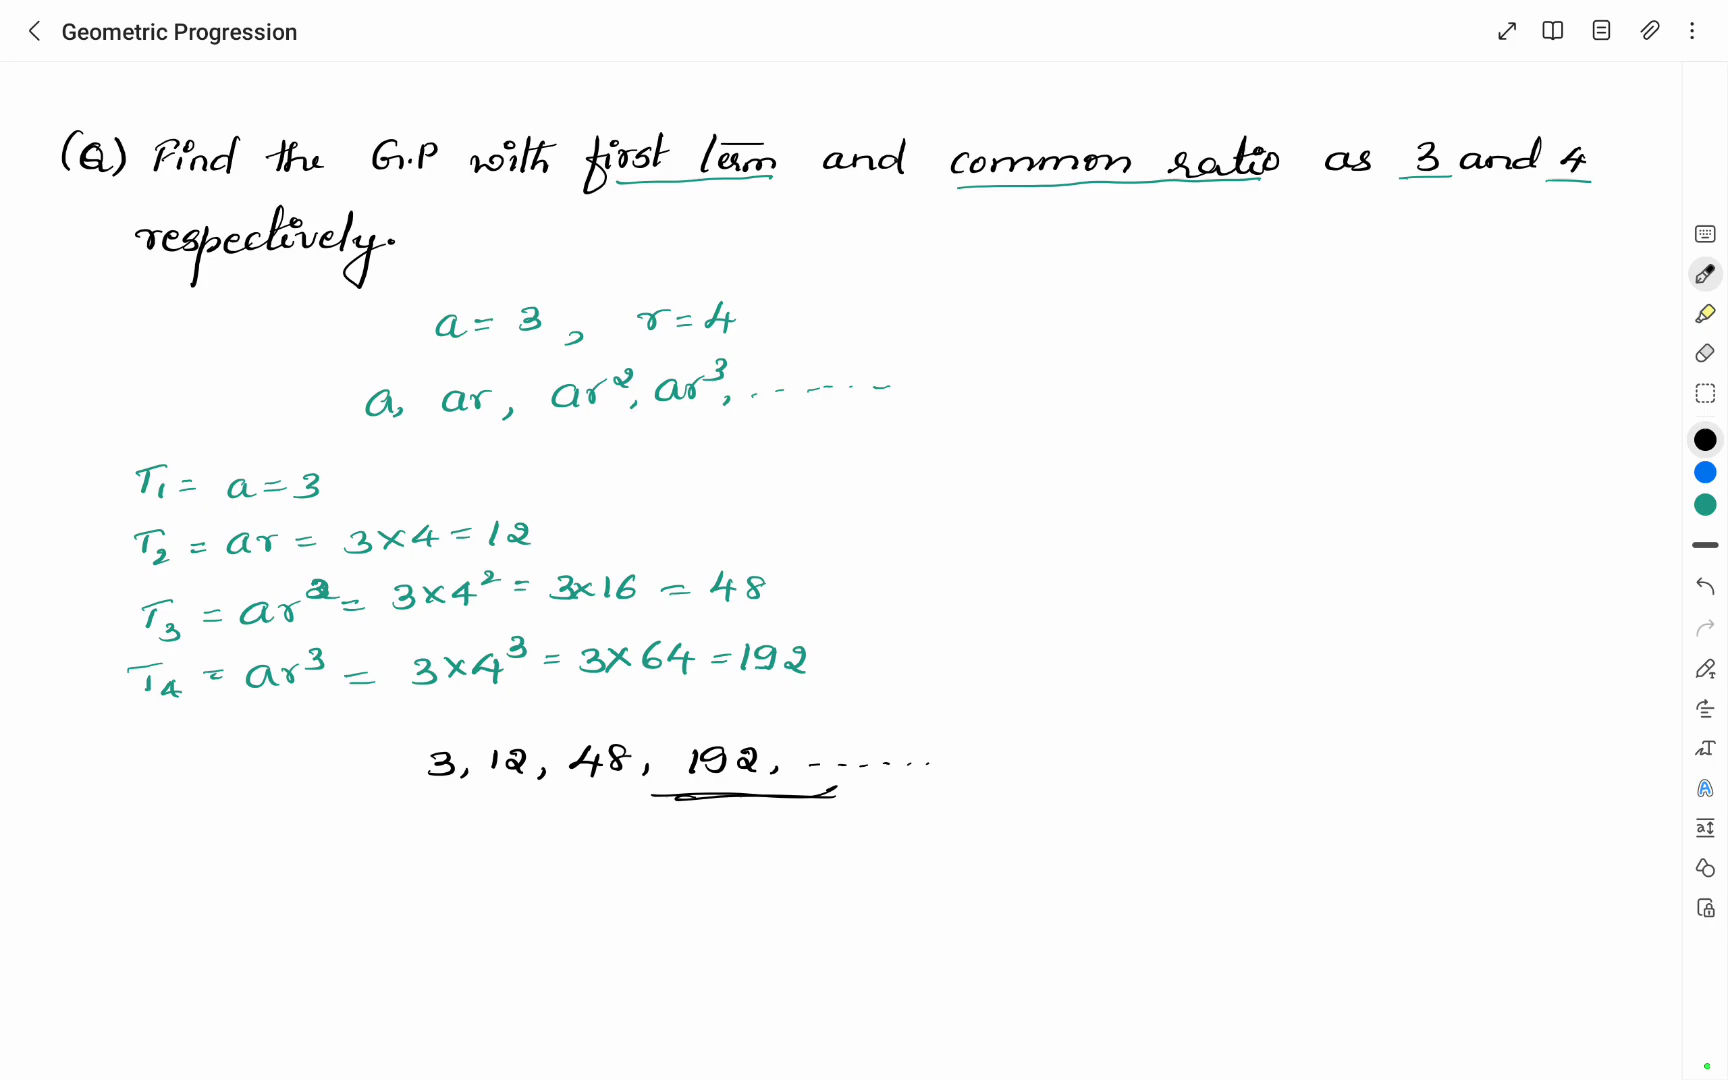 Geometric Progression
(Q) Find the G.P with first term and common ratio as 3 and 4
respectively.
a = 3 , r = 4
a, ar, ar², ar³, .......
T₁ = a = 3
T₂ = ar = 3×4 = 12
T₃ = ar² = 3×4² = 3×16 = 48
T₄ = ar³ = 3×4³ = 3×64 = 192
3, 12, 48, 192, .......